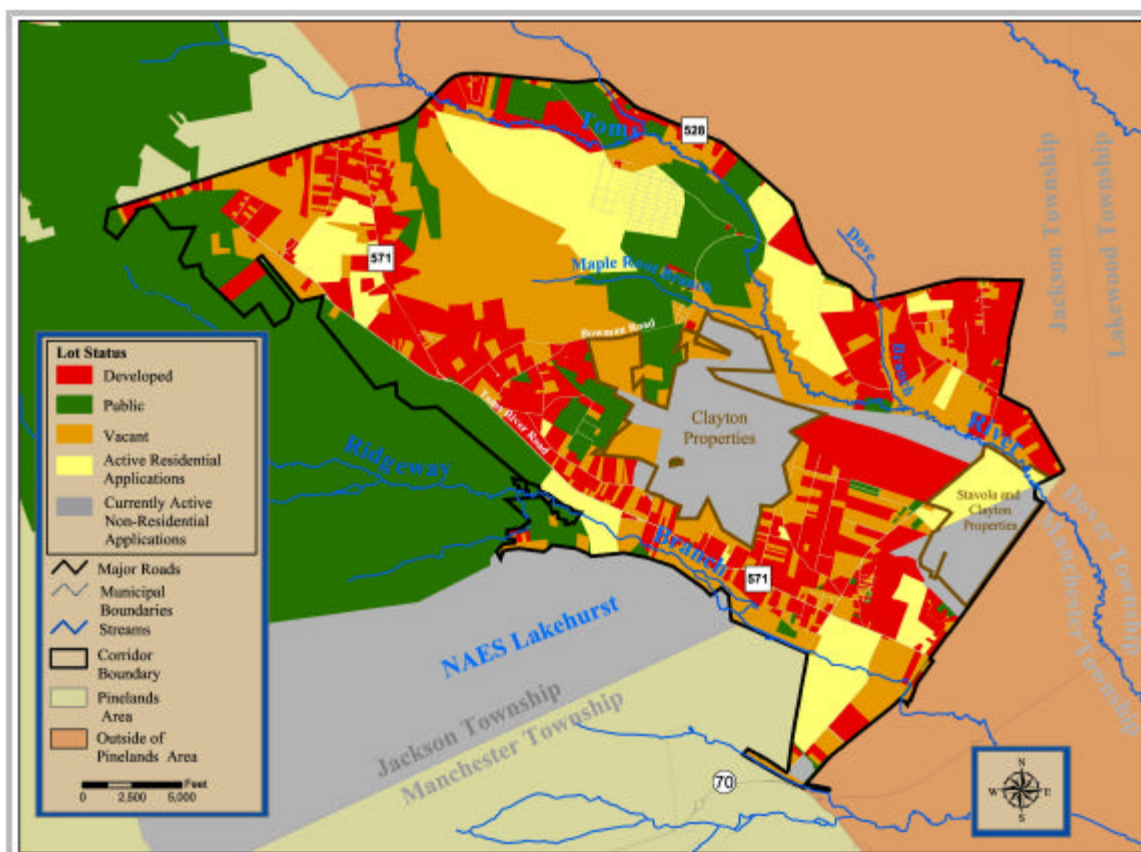 Toms
528
Jackson Township
Lakewood Township
Dove
571
Maple Root Branch
Bowman Road
Branch
Lot Status
Developed
Public
Vacant
Active Residential
Applications
Currently Active
Non-Residential
Applications
Major Roads
Municipal
Boundaries
Streams
Corridor
Boundary
Pinelands
Area
Outside of
Pinelands Area
Feet
0 2,500 5,000
Clayton
Properties
Toms River Road
River
Ridgeway
Stavola and
Clayton
Properties
Dover Township
Manchester Township
Branch
571
NAES Lakehurst
Jackson Township
Manchester Township
70
N
W E
S